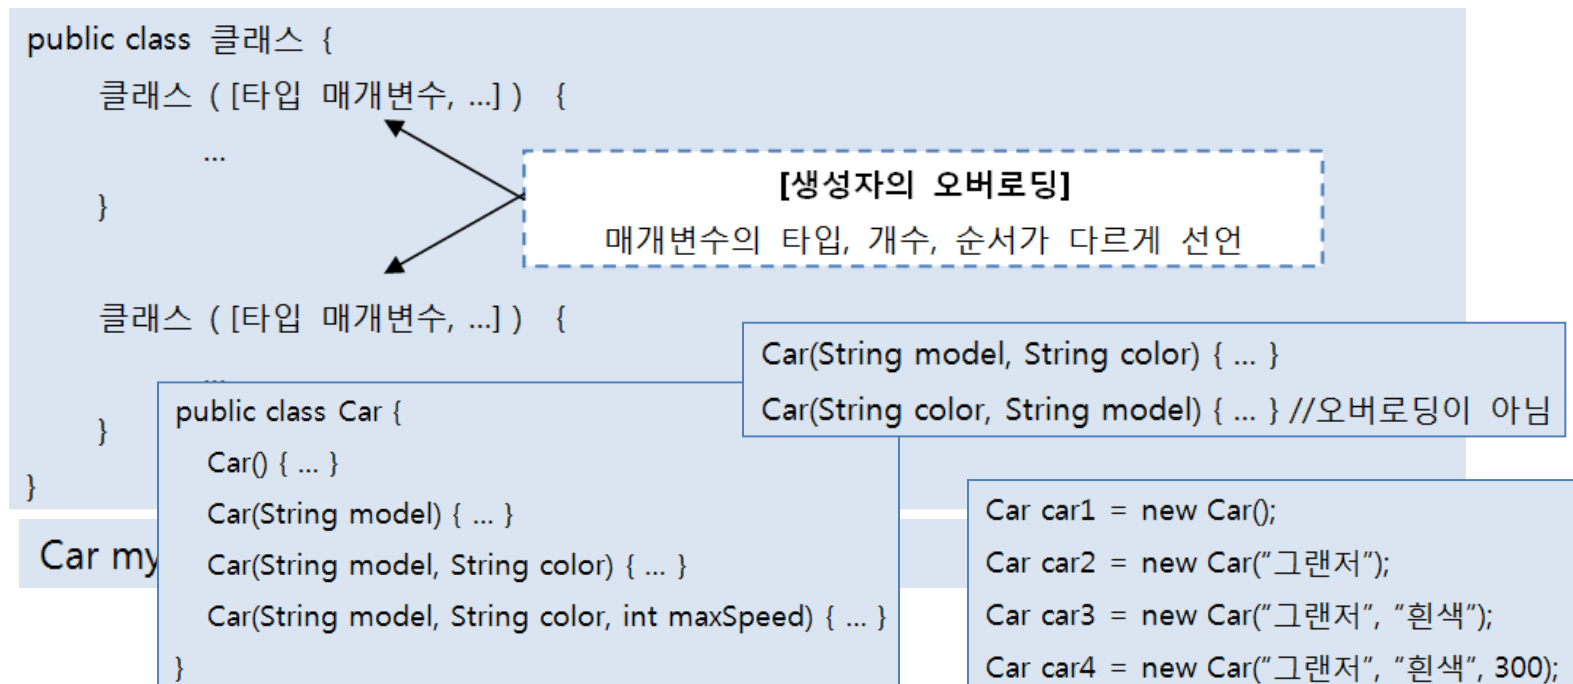 public class 클래스 {
클래스 ( [타입 매개변수, ...] ) {
...
}
[생성자의 오버로딩]
매개변수의 타입, 개수, 순서가 다르게 선언
클래스 ( [타입 매개변수, ...] ) {
...
}
}
Car(String model, String color) { ... }
Car(String color, String model) { ... } //오버로딩이 아님
public class Car {
Car() { ... }
Car(String model) { ... }
Car(String model, String color) { ... }
Car(String model, String color, int maxSpeed) { ... }
}
Car my
Car car1 = new Car();
Car car2 = new Car("그랜저");
Car car3 = new Car("그랜저", "흰색");
Car car4 = new Car("그랜저", "흰색", 300);